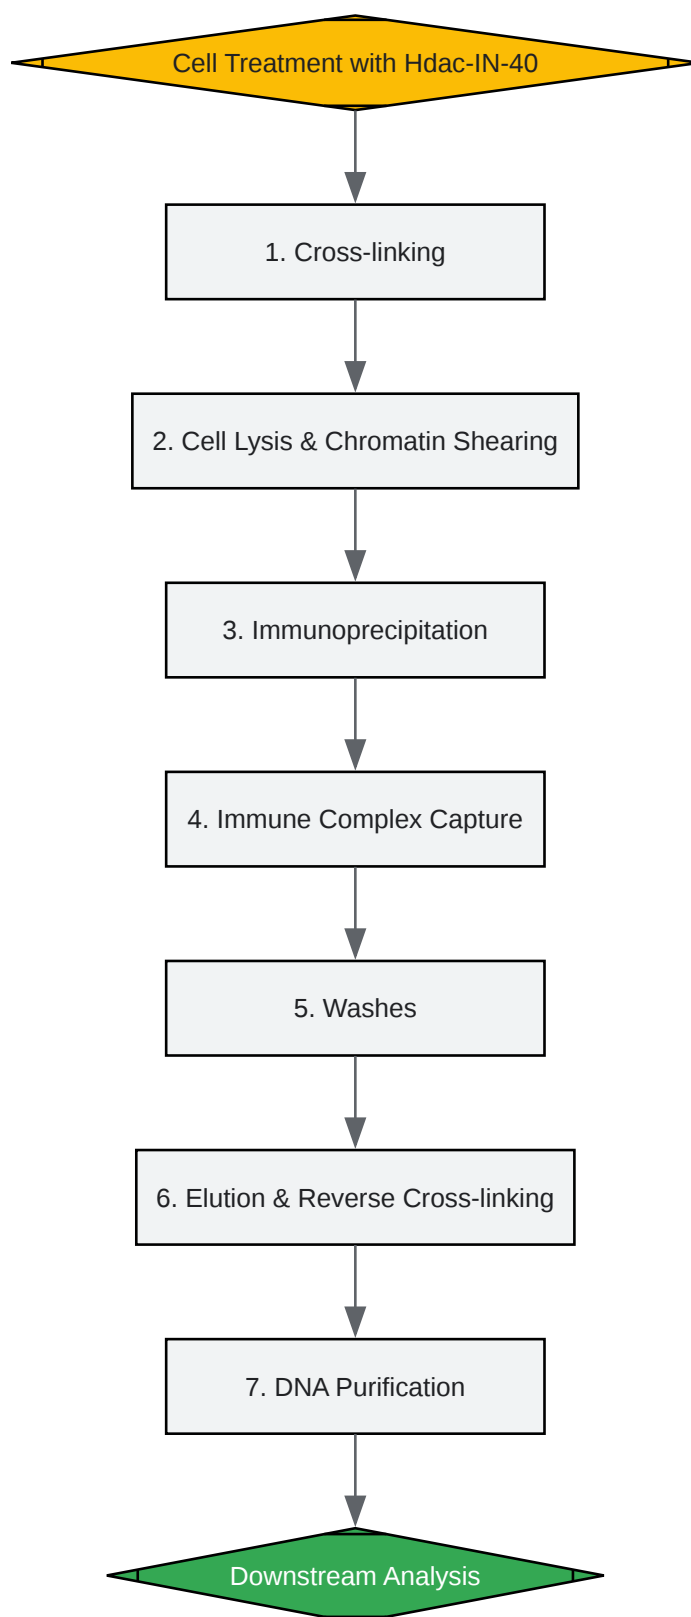 Cell Treatment with Hdac-IN-40
1. Cross-linking
2. Cell Lysis & Chromatin Shearing
3. Immunoprecipitation
4. Immune Complex Capture
5. Washes
6. Elution & Reverse Cross-linking
7. DNA Purification
Downstream Analysis